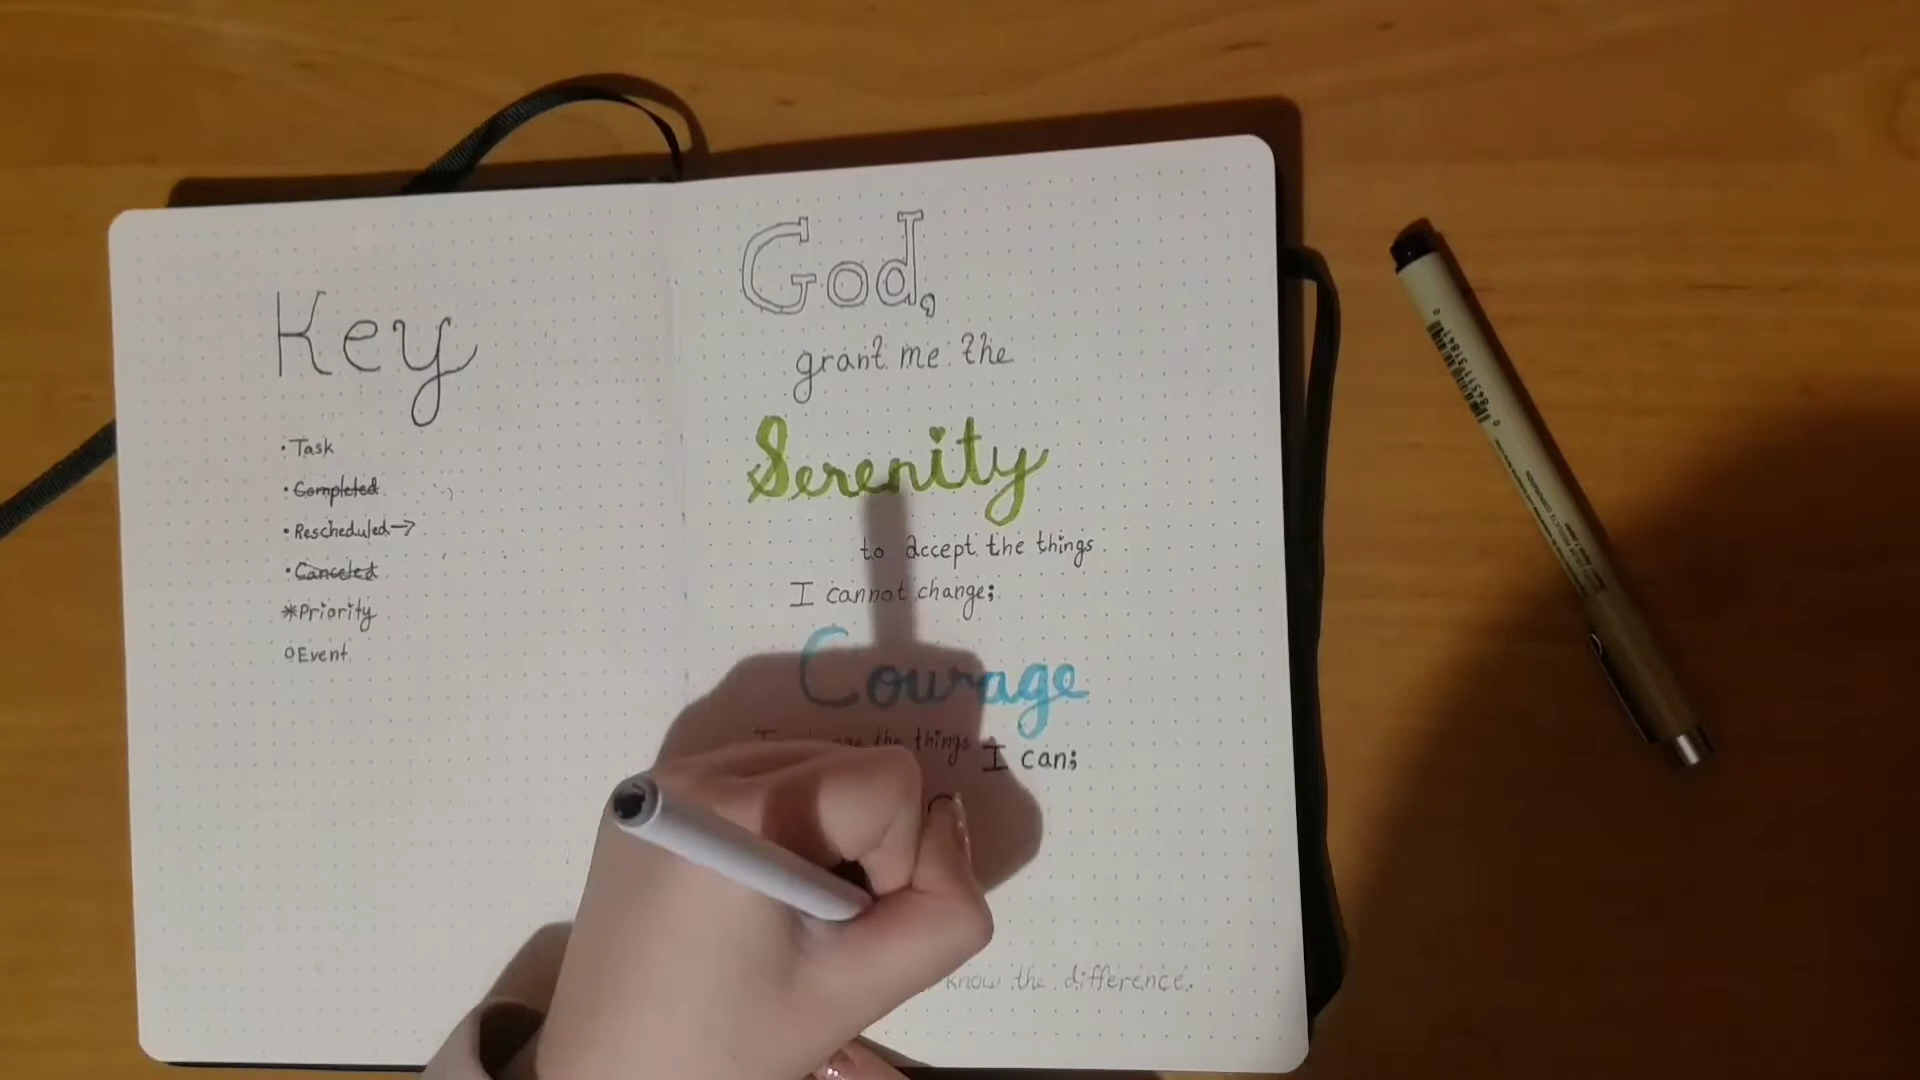 Key
• Task
• Completed
• Rescheduled →
• Canceled
* Priority
o Event
God,
grant me the
Serenity
to accept the things
I cannot change;
Courage
the things I can;
know the difference.